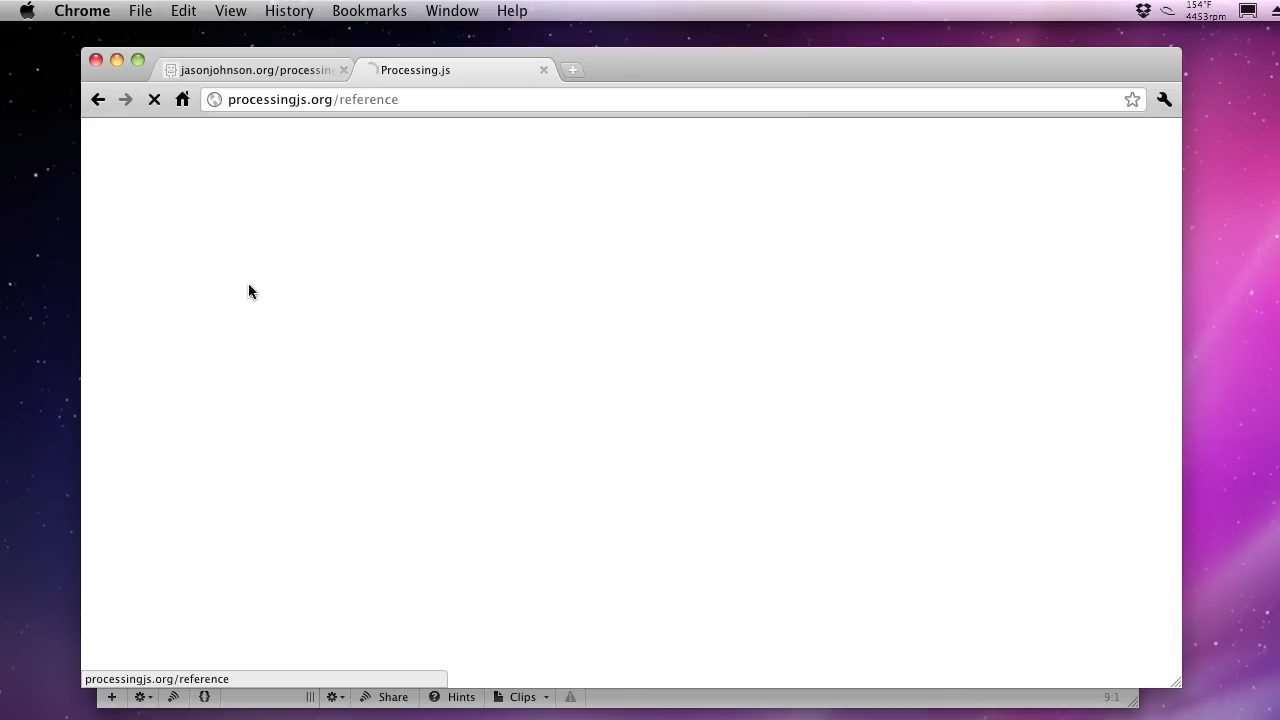 Chrome File Edit View History Bookmarks Window Help
154°F
4453rpm
jasonjohnson.org/processin
Processing.js
processingjs.org/reference
processingjs.org/reference
Share Hints Clips 9:1